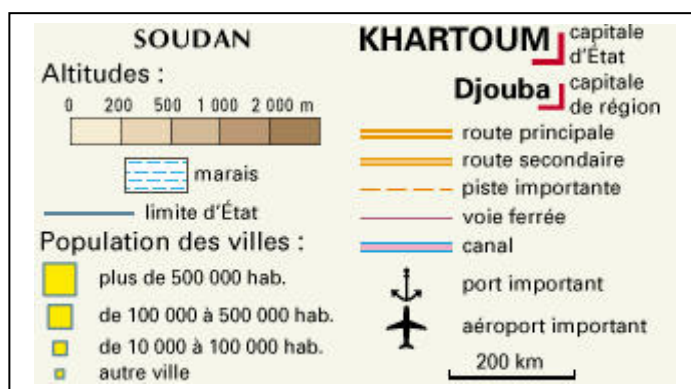 SOUDAN
Altitudes :
0 200 500 1 000 2 000 m
marais
limite d'État
Population des villes :
plus de 500 000 hab.
de 100 000 à 500 000 hab.
de 10 000 à 100 000 hab.
autre ville
KHARTOUM capitale
d'État
Djouba capitale
de région
route principale
route secondaire
piste importante
voie ferrée
canal
port important
aéroport important
200 km